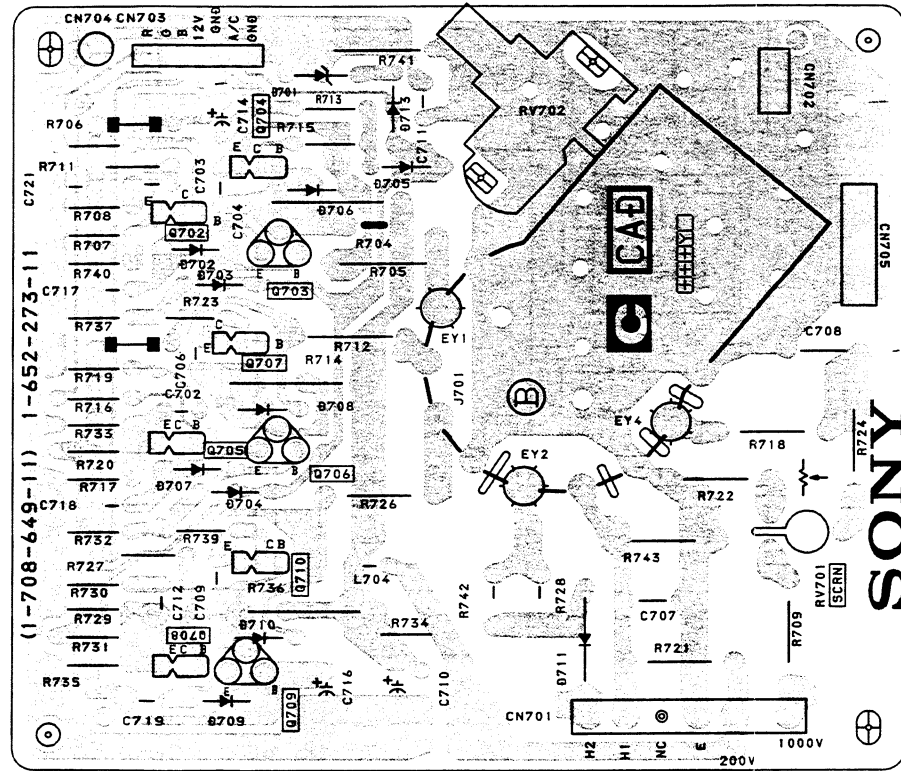 CN704 CN703
R
G
B
12V
GND
A/C
GND
R741
D701
R713
C714
Q704
R715
D713
C711
RV702
CN702
R706
R711
C703
E C B
D705
C721
R708
E
C
B
Q702
C704
D706
R704
CAD
CN705
R707
D702
R740
D703
E B
Q703
R705
C717
R723
R737
C
E
B
Q707
R714
R712
EY1
C
C708
R719
C706
R716
C702
D708
J701
B
EY4
R724
R733
ECB
Q705
E B
R718
SONY
R720
D707
Q706
EY2
R717
D704
R726
R722
C718
R732
R739
E CB
R743
R727
R736
Q710
L704
R742
R728
RV701
SCRN
R730
C712
C709
C707
R709
R729
Q708
D710
R734
R731
ECB
D711
R721
R735
E
B
C716
C710
C719
D709
Q709
CN701
H2
H1
NC
E
200V
1000V
(1-708-649-11) 1-652-273-11